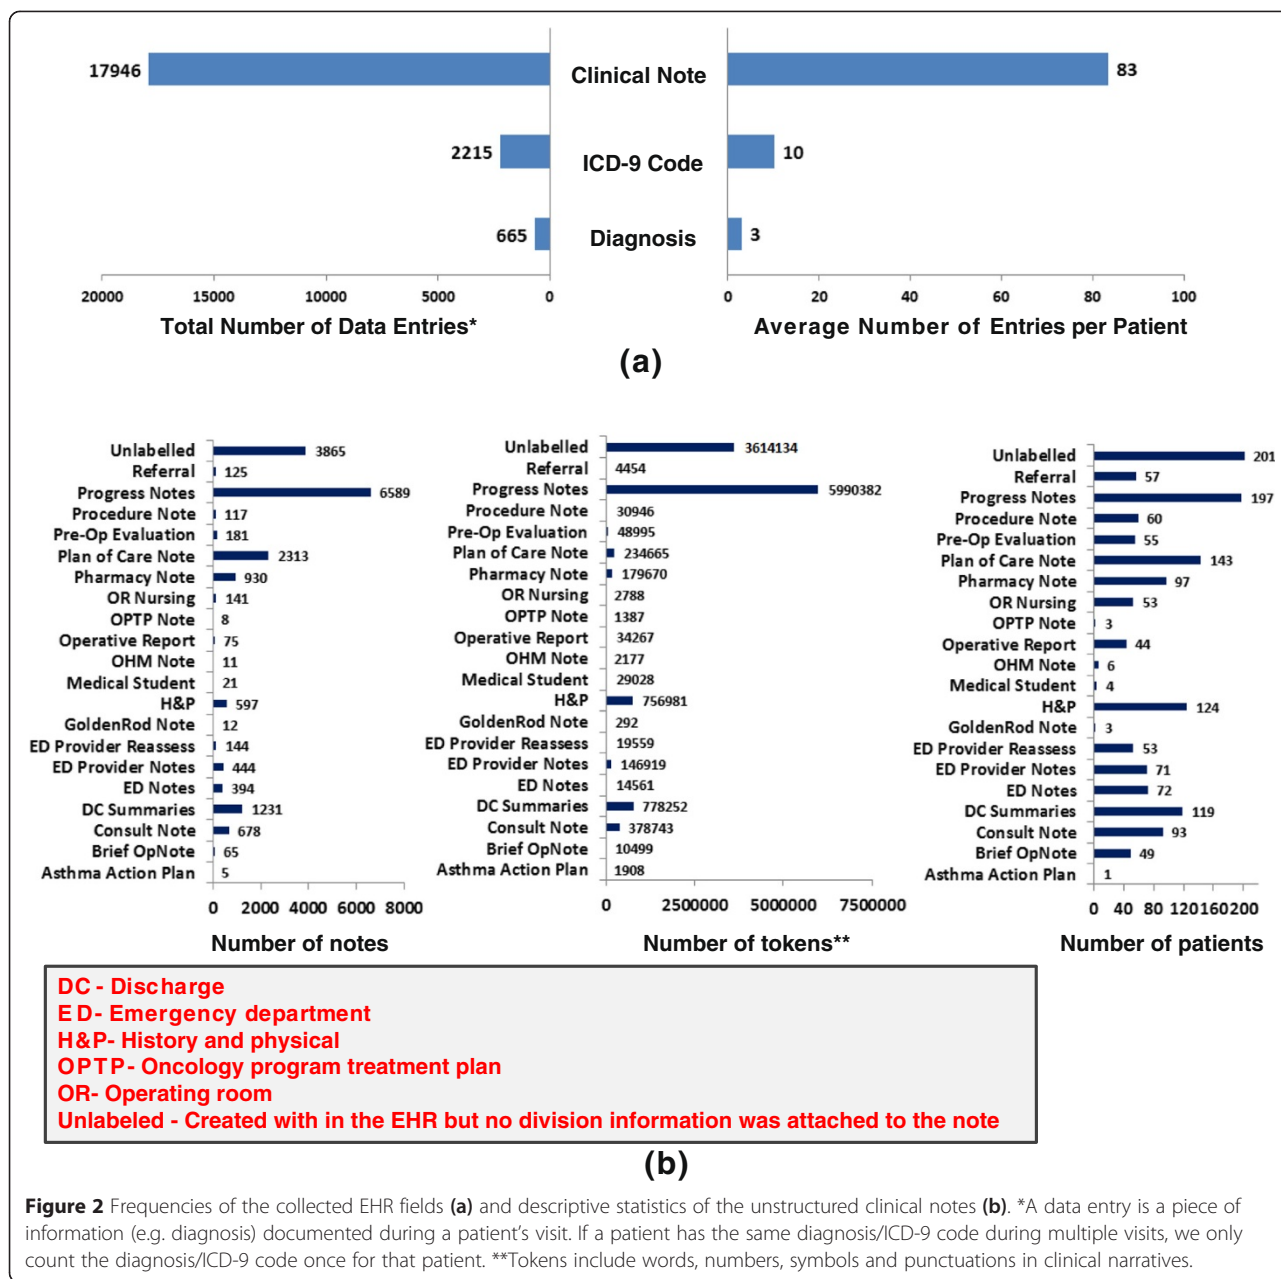 17946 Clinical Note 83
2215 ICD-9 Code 10
665 Diagnosis 3
20000 15000 10000 5000 0 0 20 40 60 80 100
Total Number of Data Entries* Average Number of Entries per Patient
(a)
Unlabelled 3865
Referral 125
Progress Notes 6589
Procedure Note 117
Pre-Op Evaluation 181
Plan of Care Note 2313
Pharmacy Note 930
OR Nursing 141
OPTP Note 8
Operative Report 75
OHM Note 11
Medical Student 21
H&P 597
GoldenRod Note 12
ED Provider Reassess 144
ED Provider Notes 444
ED Notes 394
DC Summaries 1231
Consult Note 678
Brief OpNote 65
Asthma Action Plan 5
0 2000 4000 6000 8000
Number of notes
Unlabelled 3614134
Referral 4454
Progress Notes 5990382
Procedure Note 30946
Pre-Op Evaluation 48995
Plan of Care Note 234665
Pharmacy Note 179670
OR Nursing 2788
OPTP Note 1387
Operative Report 34267
OHM Note 2177
Medical Student 29028
H&P 756981
GoldenRod Note 292
ED Provider Reassess 19559
ED Provider Notes 146919
ED Notes 14561
DC Summaries 778252
Consult Note 378743
Brief OpNote 10499
Asthma Action Plan 1908
0 2500000 5000000 7500000
Number of tokens**
Unlabelled 201
Referral 57
Progress Notes 197
Procedure Note 60
Pre-Op Evaluation 55
Plan of Care Note 143
Pharmacy Note 97
OR Nursing 53
OPTP Note 3
Operative Report 44
OHM Note 6
Medical Student 4
H&P 124
GoldenRod Note 3
ED Provider Reassess 53
ED Provider Notes 71
ED Notes 72
DC Summaries 119
Consult Note 93
Brief OpNote 49
Asthma Action Plan 1
0 40 80 120 160 200
Number of patients
DC - Discharge
ED- Emergency department
H&P- History and physical
OPTP- Oncology program treatment plan
OR- Operating room
Unlabeled - Created with in the EHR but no division information was attached to the note
(b)
Figure 2 Frequencies of the collected EHR fields (a) and descriptive statistics of the unstructured clinical notes (b). *A data entry is a piece of
information (e.g. diagnosis) documented during a patient's visit. If a patient has the same diagnosis/ICD-9 code during multiple visits, we only
count the diagnosis/ICD-9 code once for that patient. **Tokens include words, numbers, symbols and punctuations in clinical narratives.